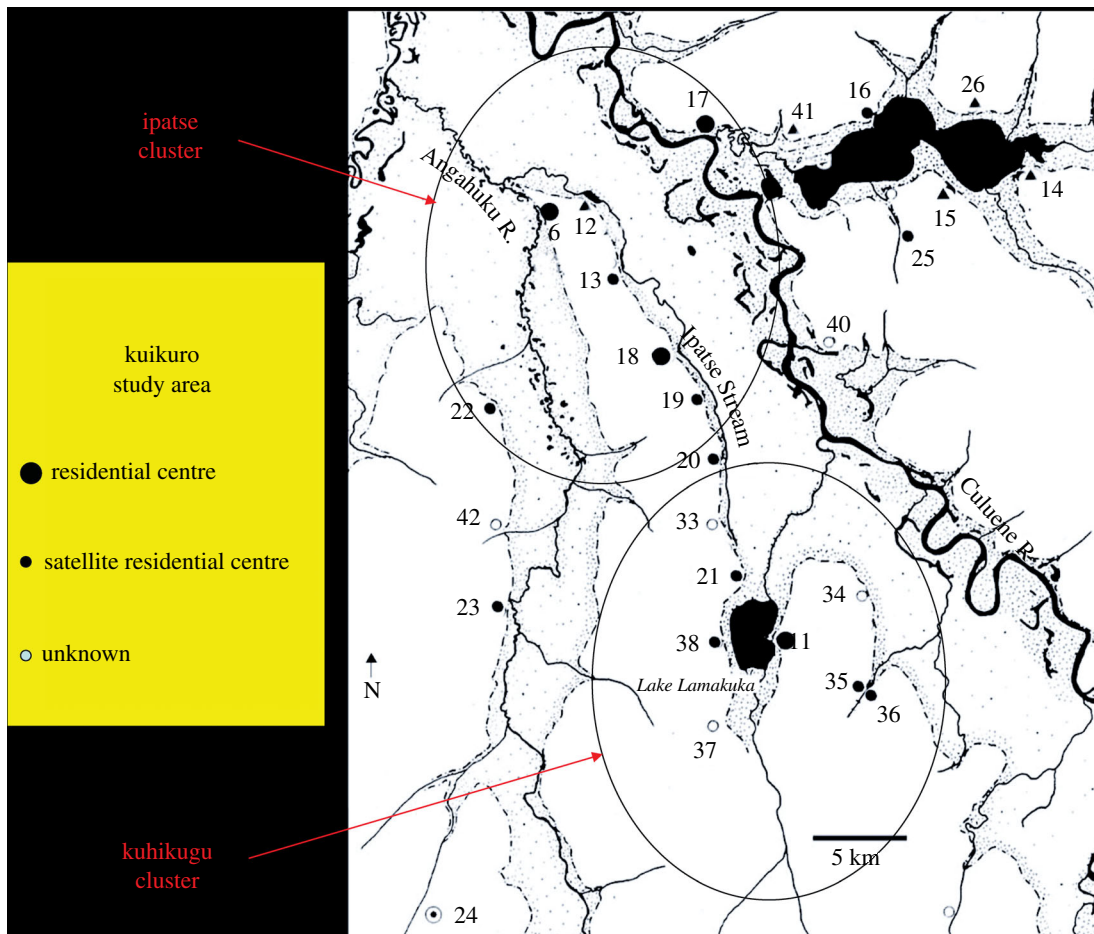 ipatse
cluster
kuikuro
study area
residential centre
satellite residential centre
unknown
kuhikugu
cluster
17
41
16
26
14
15
25
Angahuku R.
6
12
13
40
18
Ipatse Stream
22
19
20
42
33
Culuene R.
21
34
23
38
11
N
Lake Lamakuka
35
36
37
5 km
24